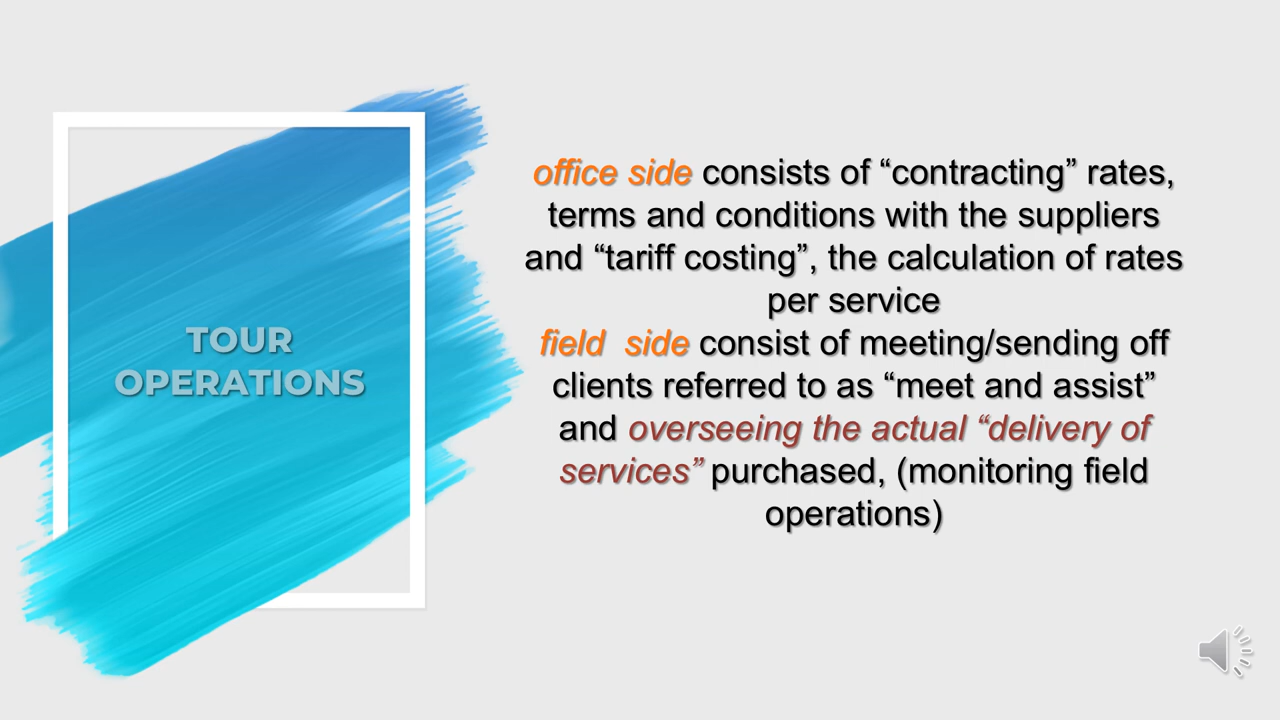 TOUR
OPERATIONS
office side consists of “contracting” rates,
terms and conditions with the suppliers
and “tariff costing”, the calculation of rates
per service
field  side consist of meeting/sending off
clients referred to as “meet and assist”
and overseeing the actual “delivery of
services” purchased, (monitoring field
operations)